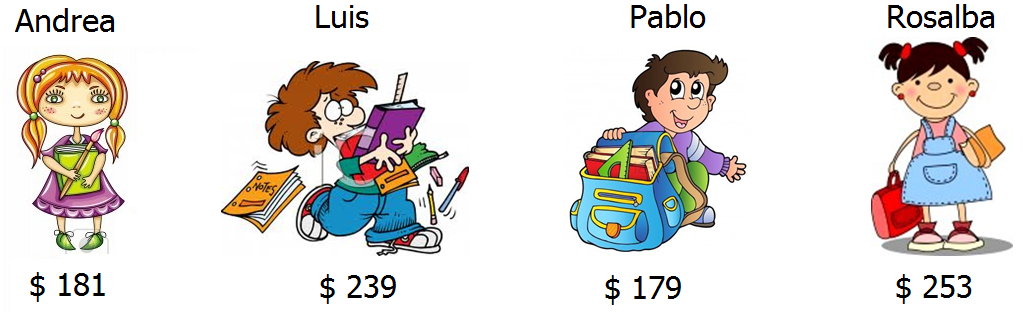 Andrea
Luis
Pablo
Rosalba
NOTES
$ 181
$ 239
$ 179
$ 253